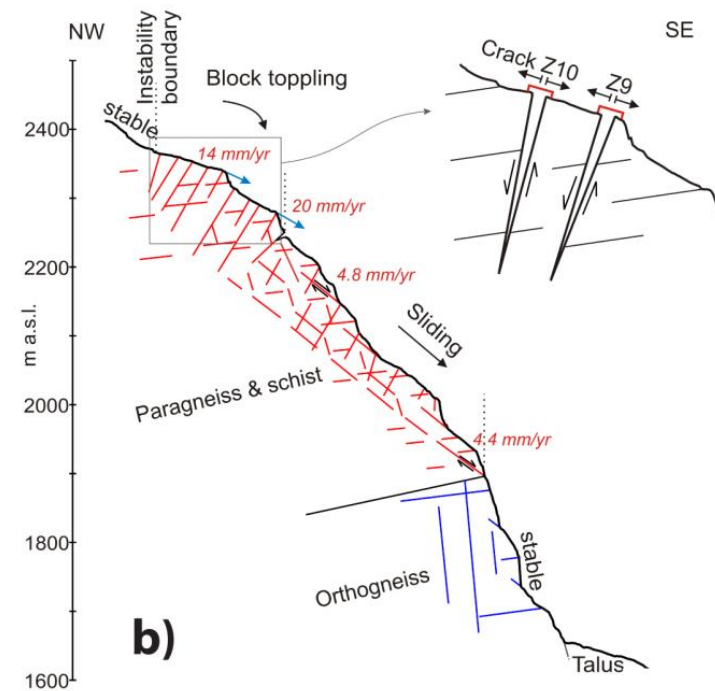 NW
SE
Instability
boundary
Block toppling
Crack Z10
Z9
stable
2400
14 mm/yr
20 mm/yr
2200
4.8 mm/yr
Sliding
m a.s.l.
Paragneiss & schist
2000
4.4 mm/yr
1800
Orthogneiss
stable
b)
Talus
1600